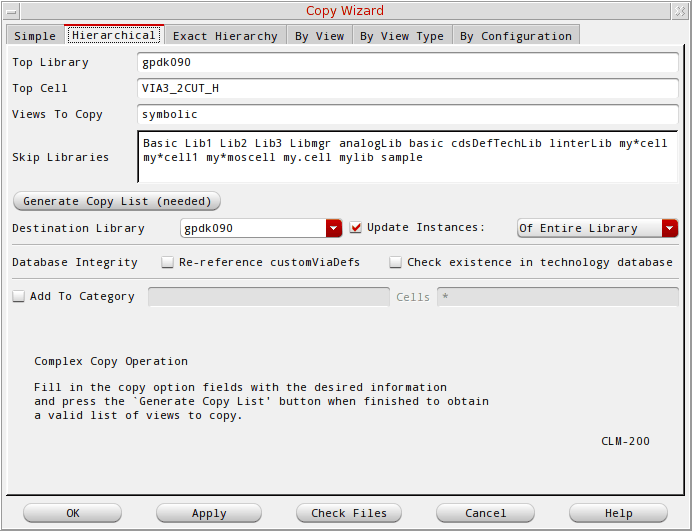 Copy Wizard
Simple Hierarchical Exact Hierarchy By View By View Type By Configuration
Top Library gpdk090
Top Cell VIA3_2CUT_H
Views To Copy symbolic
Skip Libraries Basic Lib1 Lib2 Lib3 Libmgr analogLib basic cdsDefTechLib linterLib my*cell
my*cell1 my*moscell my.cell mylib sample
Generate Copy List (needed)
Destination Library gpdk090 Update Instances: Of Entire Library
Database Integrity Re-reference customViaDefs Check existence in technology database
Add To Category Cells *
Complex Copy Operation
Fill in the copy option fields with the desired information
and press the `Generate Copy List' button when finished to obtain
a valid list of views to copy.
CLM-200
OK Apply Check Files Cancel Help